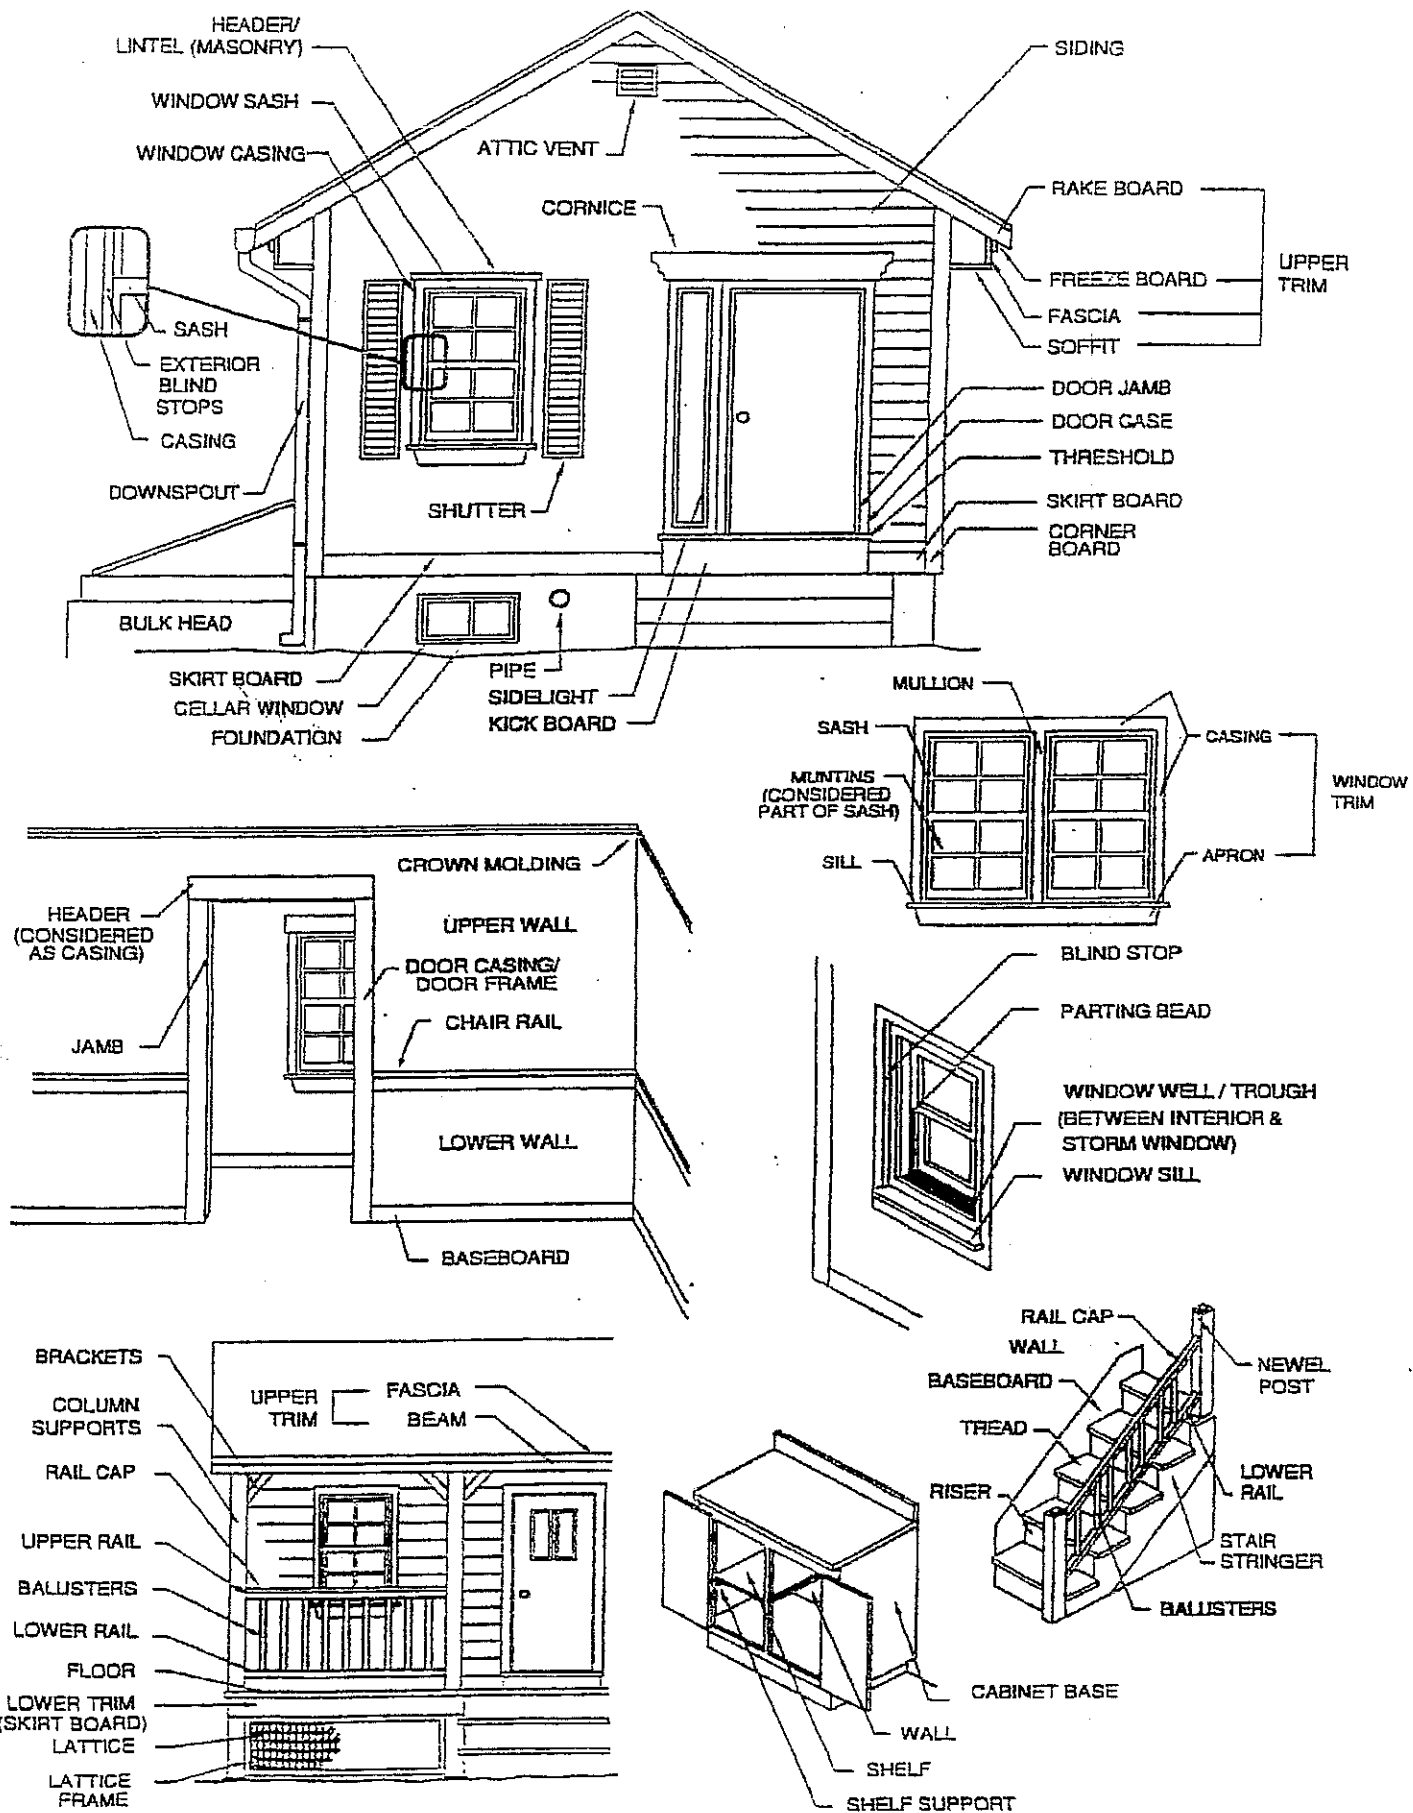 HEADER/
LINTEL (MASONRY)
WINDOW SASH
WINDOW CASING
ATTIC VENT
CORNICE
SIDING
RAKE BOARD
FREEZE BOARD
FASCIA
SOFFIT
UPPER
TRIM
SASH
EXTERIOR
BLIND
STOPS
CASING
DOWNSPOUT
SHUTTER
DOOR JAMB
DOOR CASE
THRESHOLD
SKIRT BOARD
CORNER
BOARD
BULK HEAD
SKIRT BOARD
CELLAR WINDOW
FOUNDATION
PIPE
SIDELIGHT
KICK BOARD
MULLION
SASH
MUNTINS
(CONSIDERED
PART OF SASH)
SILL
CASING
APRON
WINDOW
TRIM
CROWN MOLDING
HEADER
(CONSIDERED
AS CASING)
UPPER WALL
DOOR CASING/
DOOR FRAME
CHAIR RAIL
JAMB
LOWER WALL
BASEBOARD
BLIND STOP
PARTING BEAD
WINDOW WELL / TROUGH
(BETWEEN INTERIOR &
STORM WINDOW)
WINDOW SILL
BRACKETS
COLUMN
SUPPORTS
RAIL CAP
UPPER RAIL
BALUSTERS
LOWER RAIL
FLOOR
LOWER TRIM
(SKIRT BOARD)
LATTICE
LATTICE
FRAME
UPPER
TRIM
FASCIA
BEAM
CABINET BASE
WALL
SHELF
SHELF SUPPORT
RAIL CAP
WALL
BASEBOARD
TREAD
RISER
NEWEL
POST
LOWER
RAIL
STAIR
STRINGER
BALUSTERS